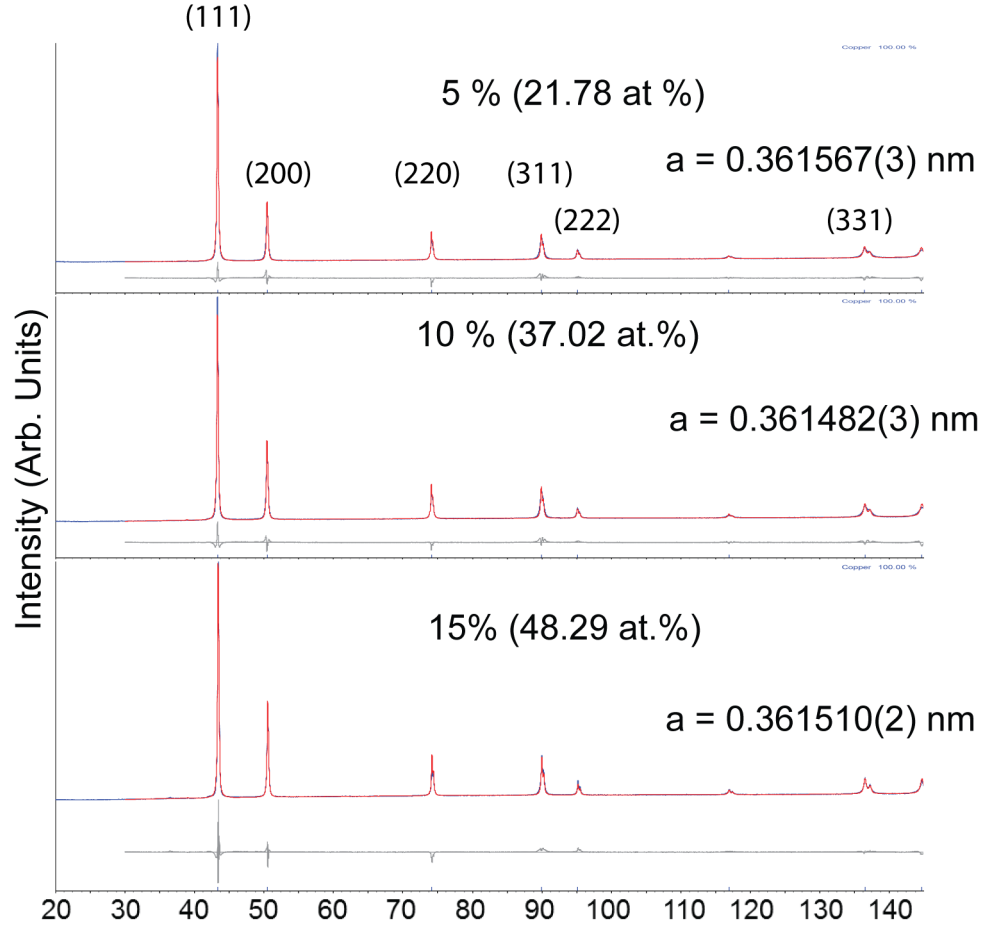 (111)
Copper 100.00 %
5 % (21.78 at %)
a = 0.361567(3) nm
(200)
(220)
(311)
(222)
(331)
Copper 100.00 %
10 % (37.02 at.%)
a = 0.361482(3) nm
Intensity (Arb. Units)
Copper 100.00 %
15% (48.29 at.%)
a = 0.361510(2) nm
20 30 40 50 60 70 80 90 100 110 120 130 140